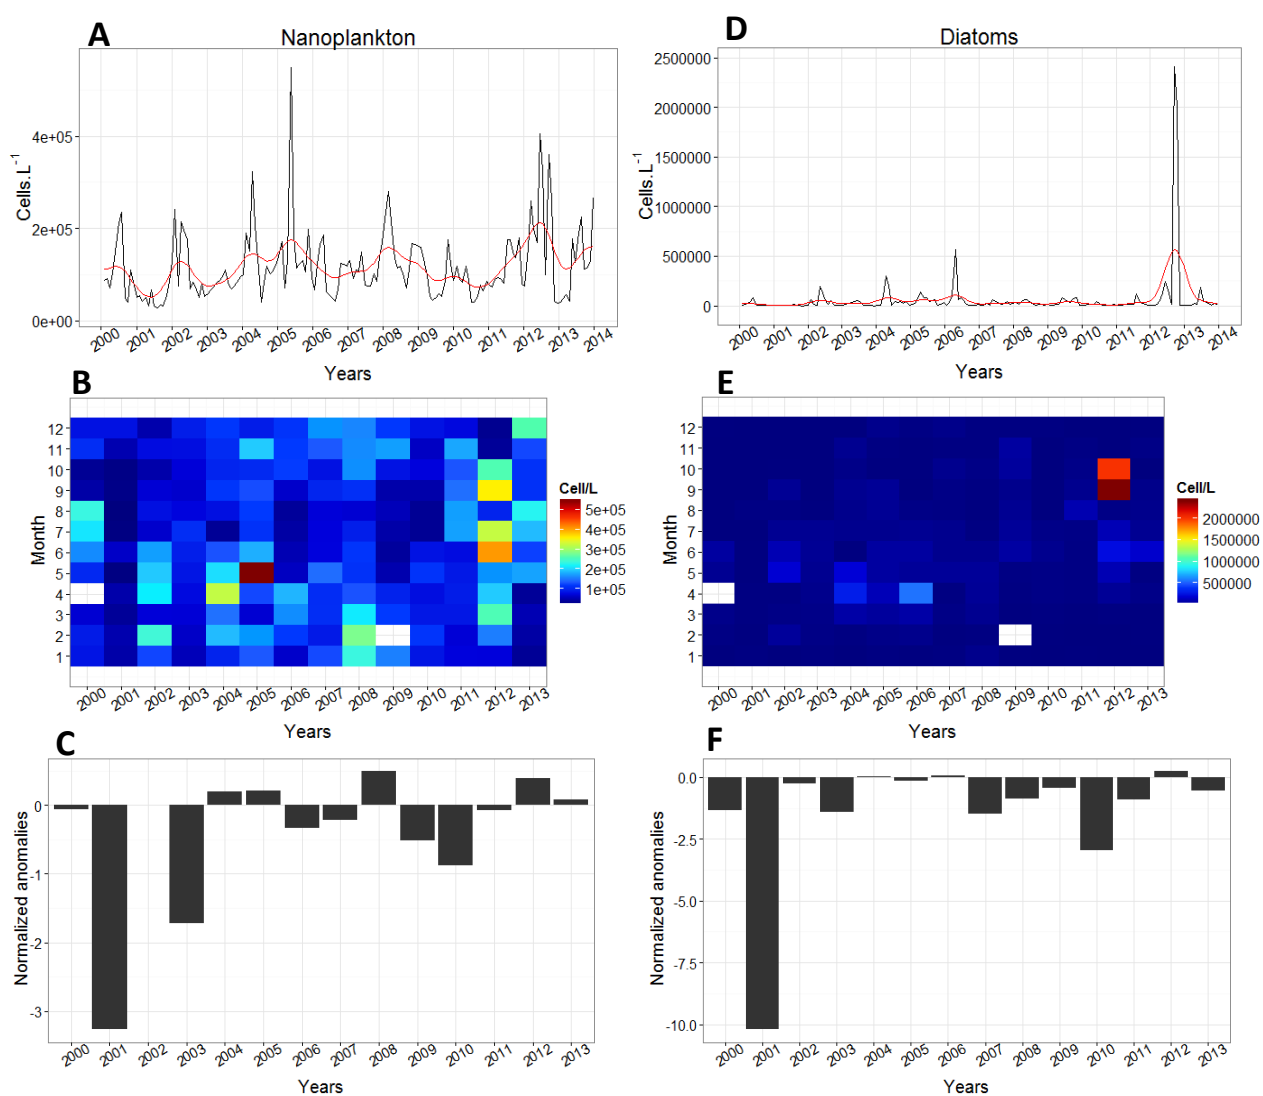 A
Nanoplankton
4e+05
2e+05
0e+00
Cells.L-1
2000 2001 2002 2003 2004 2005 2006 2007 2008 2009 2010 2011 2012 2013 2014
Years
D
Diatoms
2500000
2000000
1500000
1000000
500000
0
Cells.L-1
2000 2001 2002 2003 2004 2005 2006 2007 2008 2009 2010 2011 2012 2013 2014
Years
B
12
11
10
9
8
7
6
5
4
3
2
1
Month
2000 2001 2002 2003 2004 2005 2006 2007 2008 2009 2010 2011 2012 2013
Years
Cell/L
5e+05
4e+05
3e+05
2e+05
1e+05
E
12
11
10
9
8
7
6
5
4
3
2
1
Month
2000 2001 2002 2003 2004 2005 2006 2007 2008 2009 2010 2011 2012 2013
Years
Cell/L
2000000
1500000
1000000
500000
C
0
-1
-2
-3
Normalized anomalies
2000 2001 2002 2003 2004 2005 2006 2007 2008 2009 2010 2011 2012 2013
Years
F
0.0
-2.5
-5.0
-7.5
-10.0
Normalized anomalies
2000 2001 2002 2003 2004 2005 2006 2007 2008 2009 2010 2011 2012 2013
Years